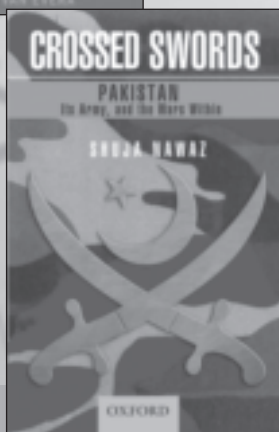 CROSSED SWORDS
PAKISTAN
Its Army, and the Wars Within
SHUJA NAWAZ
OXFORD